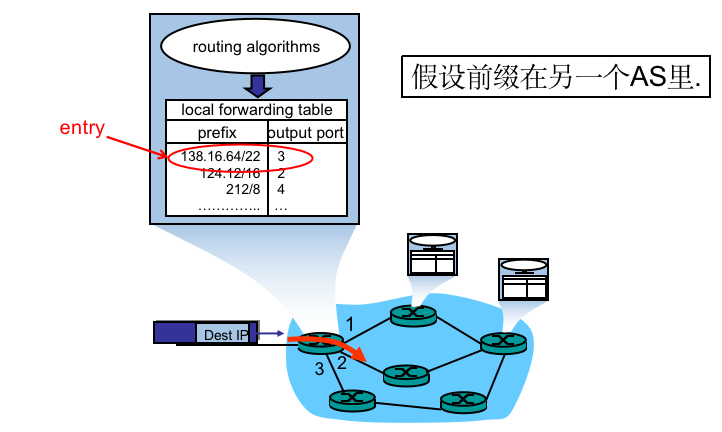 routing algorithms
假设前缀在另一个AS里.
local forwarding table
prefix output port
entry
138.16.64/22 3
124.12/16 2
212/8 4
………….. …
1
Dest IP
2
3